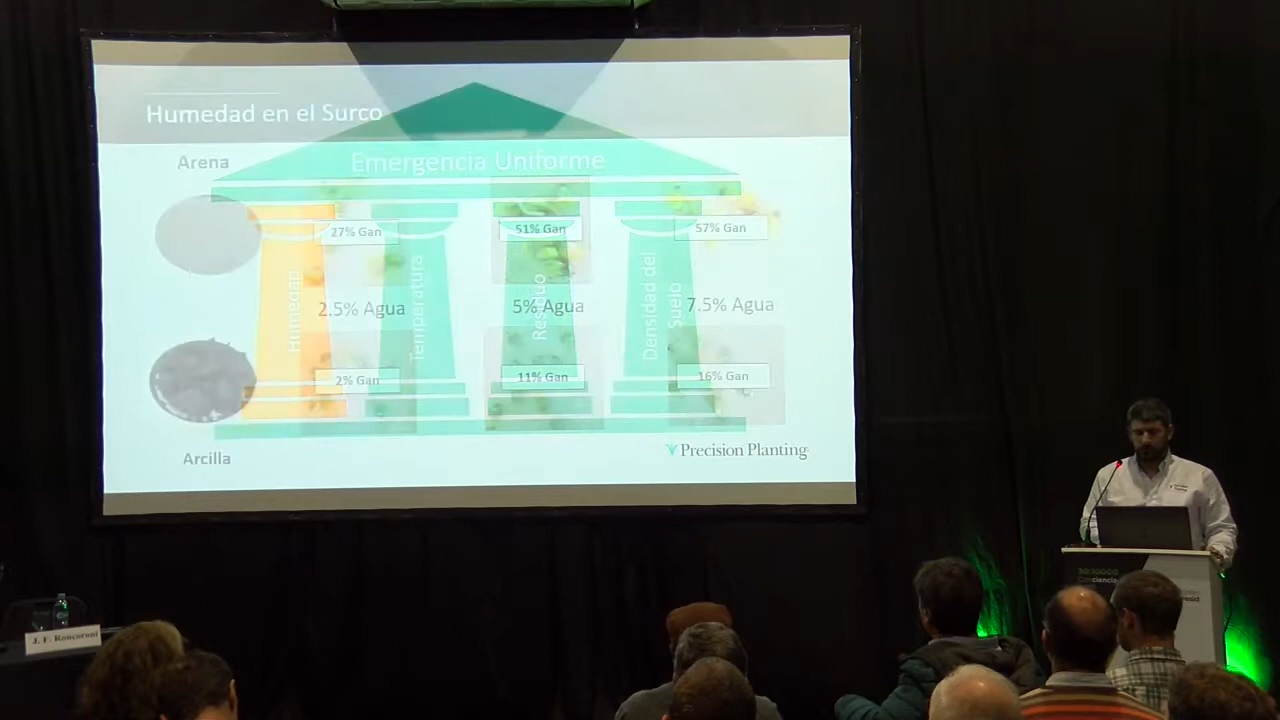 Humedad en el Surco
Arena
Emergencia Uniforme
27% Gan
51% Gan
57% Gan
Humedad
Temperatura
Residuo
Densidad del
Suelo
2.5% Agua
5% Agua
7.5% Agua
2% Gan
11% Gan
16% Gan
Arcilla
Precision Planting
J. F. Roncoroni
Conciencia